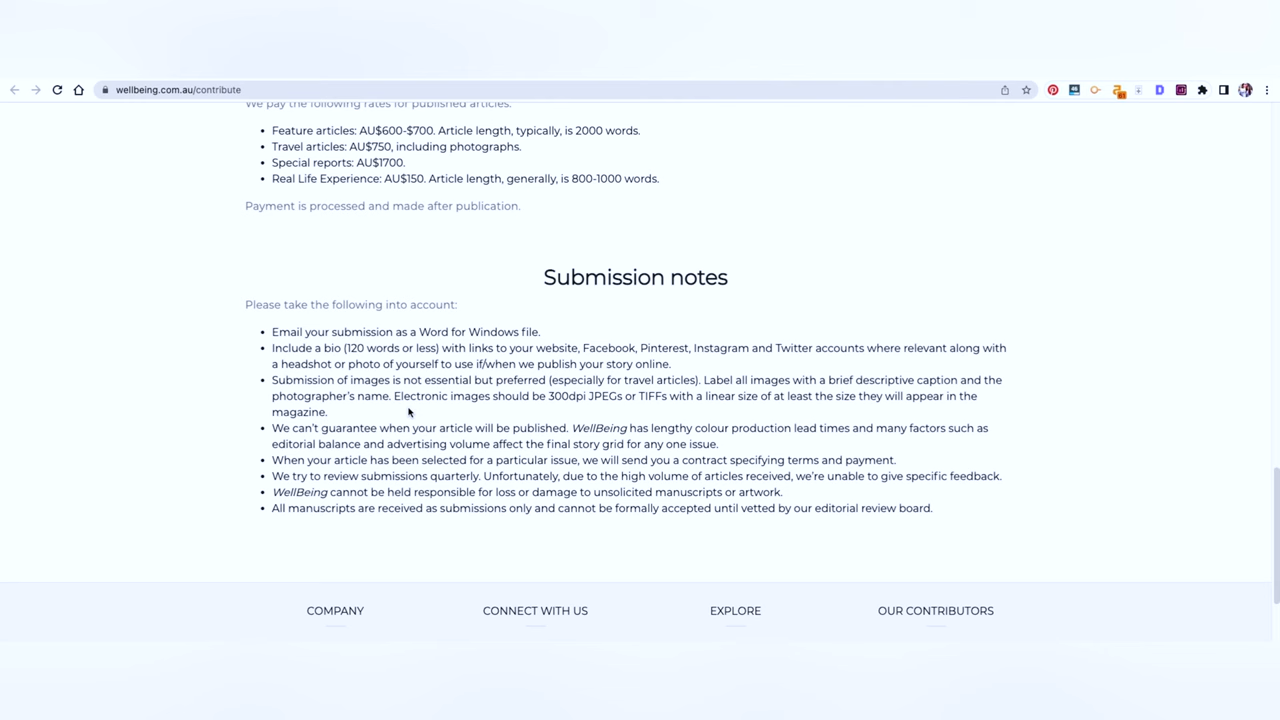 wellbeing.com.au/contribute
We pay the following rates for published articles.
• Feature articles: AU$600-$700. Article length, typically, is 2000 words.
• Travel articles: AU$750, including photographs.
• Special reports: AU$1700.
• Real Life Experience: AU$150. Article length, generally, is 800-1000 words.
Payment is processed and made after publication.
Submission notes
Please take the following into account:
• Email your submission as a Word for Windows file.
• Include a bio (120 words or less) with links to your website, Facebook, Pinterest, Instagram and Twitter accounts where relevant along with
a headshot or photo of yourself to use if/when we publish your story online.
• Submission of images is not essential but preferred (especially for travel articles). Label all images with a brief descriptive caption and the
photographer's name. Electronic images should be 300dpi JPEGs or TIFFs with a linear size of at least the size they will appear in the
magazine.
• We can't guarantee when your article will be published. WellBeing has lengthy colour production lead times and many factors such as
editorial balance and advertising volume affect the final story grid for any one issue.
• When your article has been selected for a particular issue, we will send you a contract specifying terms and payment.
• We try to review submissions quarterly. Unfortunately, due to the high volume of articles received, we're unable to give specific feedback.
• WellBeing cannot be held responsible for loss or damage to unsolicited manuscripts or artwork.
• All manuscripts are received as submissions only and cannot be formally accepted until vetted by our editorial review board.
COMPANY CONNECT WITH US EXPLORE OUR CONTRIBUTORS